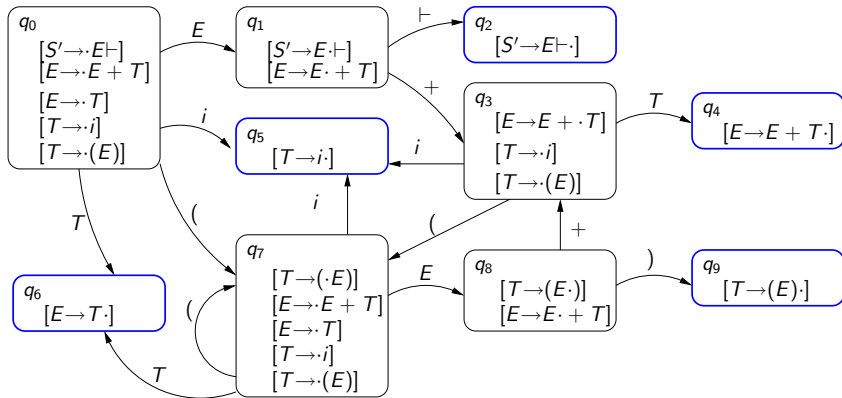 q0
[S′→·E⊢]
[E→·E + T]
[E→·T]
[T→·i]
[T→·(E)]
E
q1
[S′→E·⊢]
[E→E· + T]
⊢
q2
[S′→E⊢·]
+
q3
[E→E + ·T]
[T→·i]
[T→·(E)]
T
q4
[E→E + T·]
i
q5
[T→i·]
i
T
(
i
(
+
q6
[E→T·]
(
T
q7
[T→(·E)]
[E→·E + T]
[E→·T]
[T→·i]
[T→·(E)]
E
q8
[T→(E·)]
[E→E· + T]
)
q9
[T→(E)·]